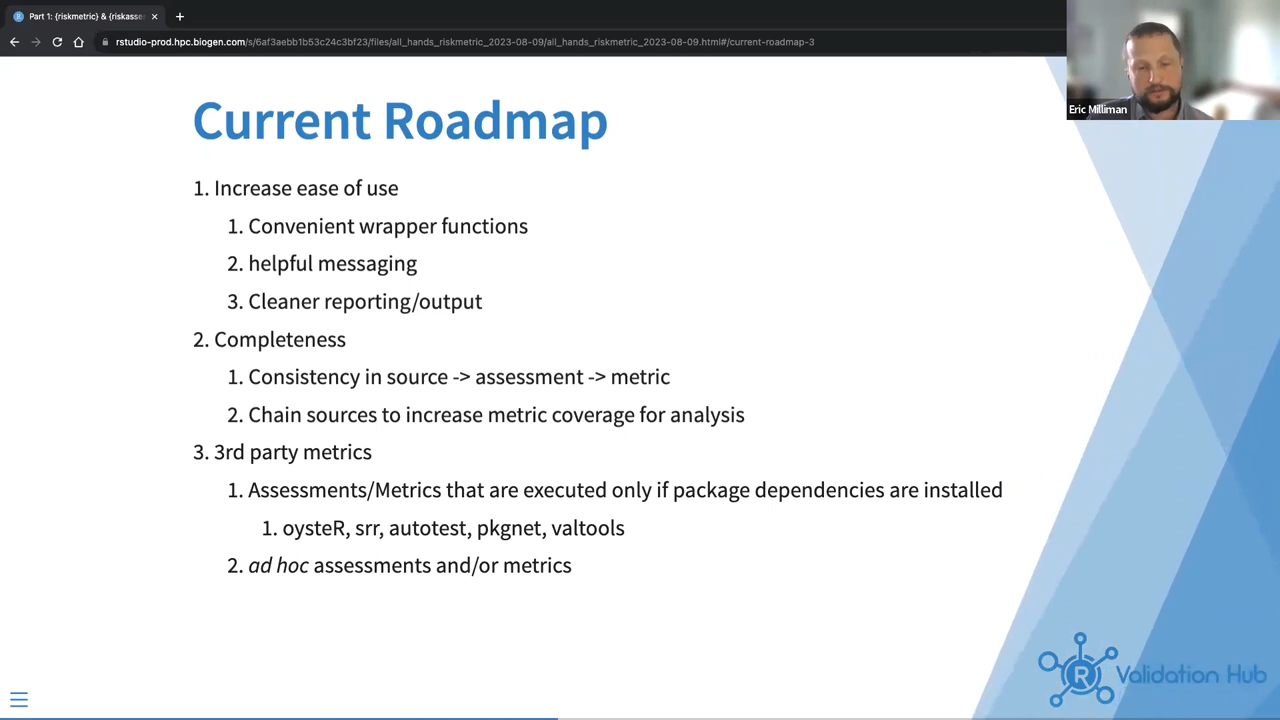 Part 1: {riskmetric} & {riskasse
rstudio-prod.hpc.biogen.com/s/6af3aebb1b53c24c3bf23/files/all_hands_riskmetric_2023-08-09/all_hands_riskmetric_2023-08-09.html#/current-roadmap-3
Eric Milliman
Current Roadmap
1. Increase ease of use
1. Convenient wrapper functions
2. helpful messaging
3. Cleaner reporting/output
2. Completeness
1. Consistency in source -> assessment -> metric
2. Chain sources to increase metric coverage for analysis
3. 3rd party metrics
1. Assessments/Metrics that are executed only if package dependencies are installed
1. oysteR, srr, autotest, pkgnet, valtools
2. ad hoc assessments and/or metrics
R Validation Hub